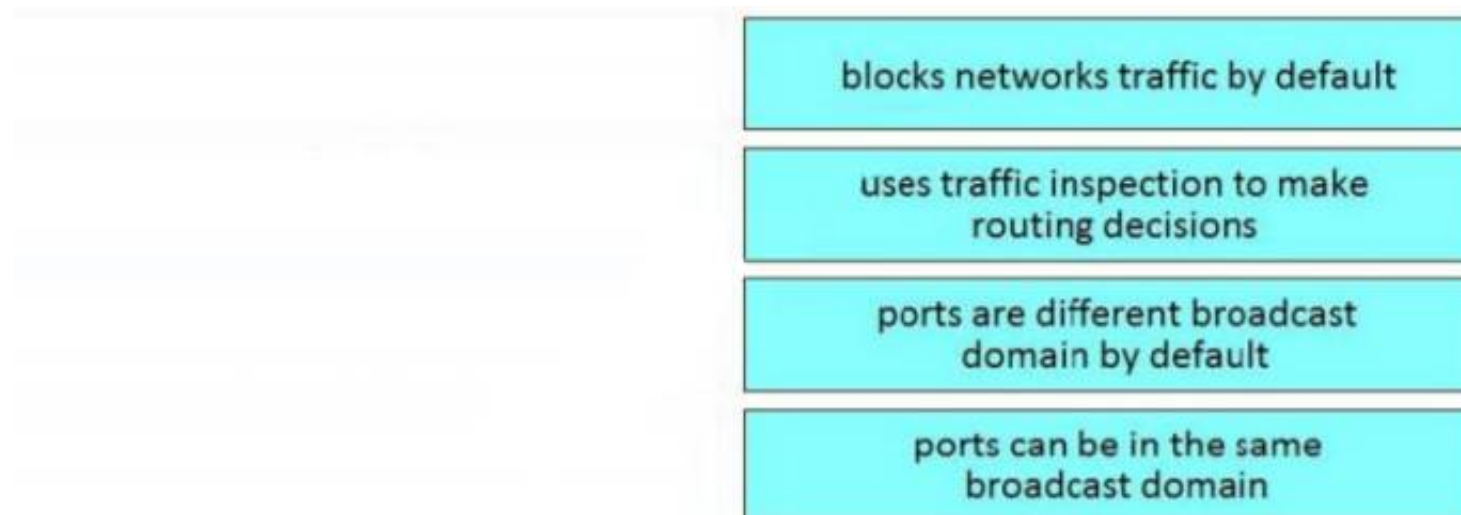 blocks networks traffic by default
uses traffic inspection to make
routing decisions
ports are different broadcast
domain by default
ports can be in the same
broadcast domain